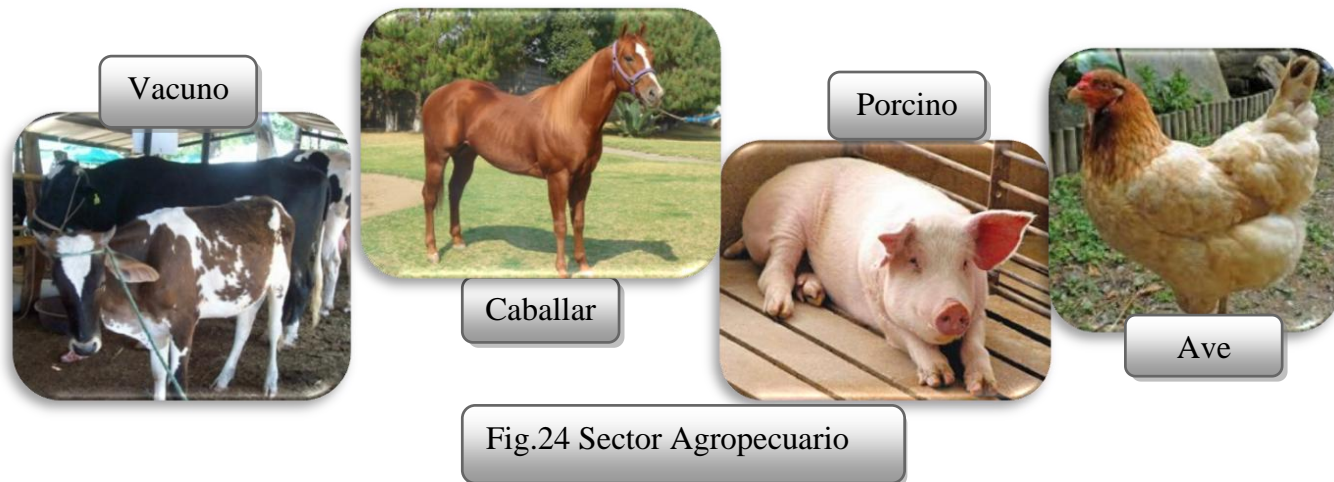 Vacuno
Caballar
Porcino
Ave
Fig.24 Sector Agropecuario